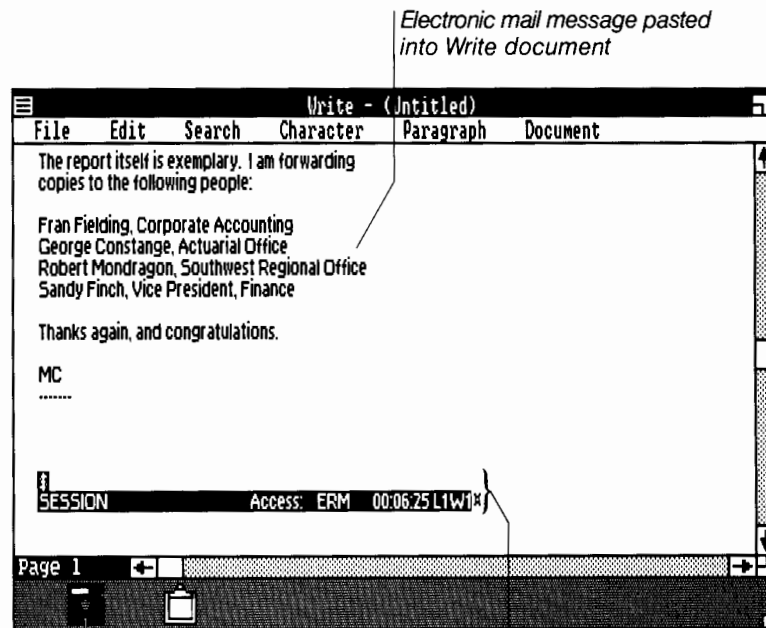 Electronic mail message pasted
into Write document
Write - (Untitled)
File Edit Search Character Paragraph Document
The report itself is exemplary. I am forwarding
copies to the following people:
Fran Fielding, Corporate Accounting
George Constange, Actuarial Office
Robert Mondragon, Southwest Regional Office
Sandy Finch, Vice President, Finance
Thanks again, and congratulations.
MC
.......
SESSION Access: ERM 00:06:25 L1W1
Page 1